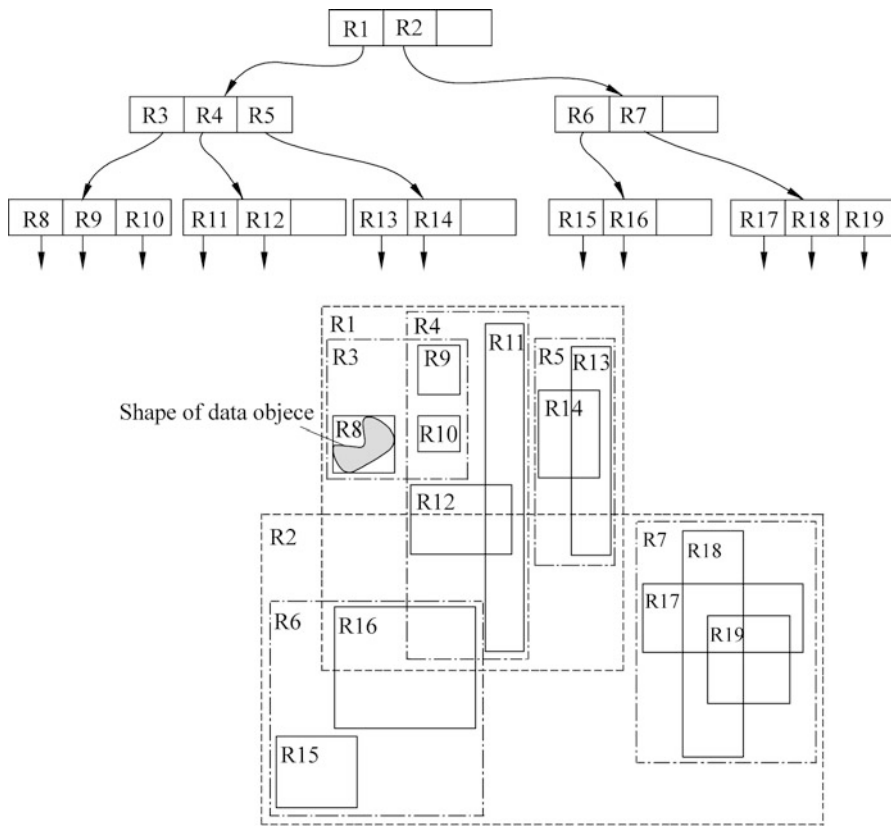 R1 R2
R3 R4 R5
R6 R7
R8 R9 R10
R11 R12
R13 R14
R15 R16
R17 R18 R19
R1
R4
R11
R3
R9
R5
R13
Shape of data objece
R8
R10
R14
R12
R2
R7
R18
R17
R6
R16
R19
R15